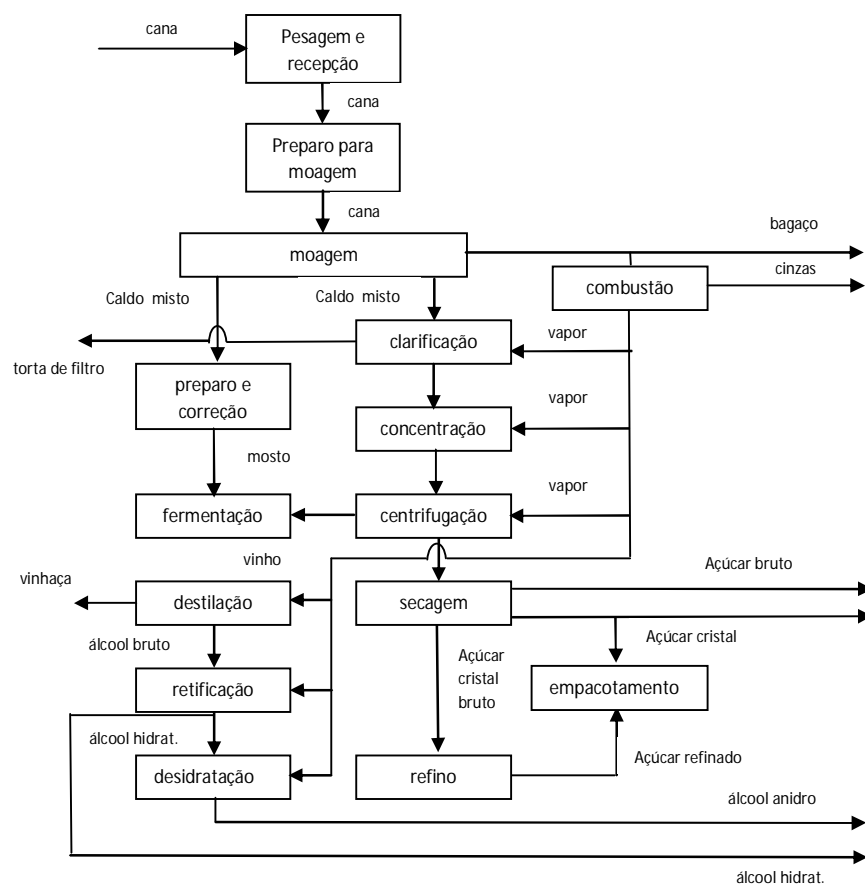 cana
Pesagem e
recepção
cana
Preparo para
moagem
cana
moagem
bagaço
cinzas
combustão
Caldo misto
Caldo misto
clarificação
vapor
torta de filtro
preparo e
correção
concentração
vapor
mosto
fermentação
centrifugação
vapor
vinho
vinhaça
destilação
secagem
Açúcar bruto
álcool bruto
Açúcar
cristal
bruto
Açúcar cristal
retificação
empacotamento
álcool hidrat.
desidratação
refino
Açúcar refinado
álcool anidro
álcool hidrat.